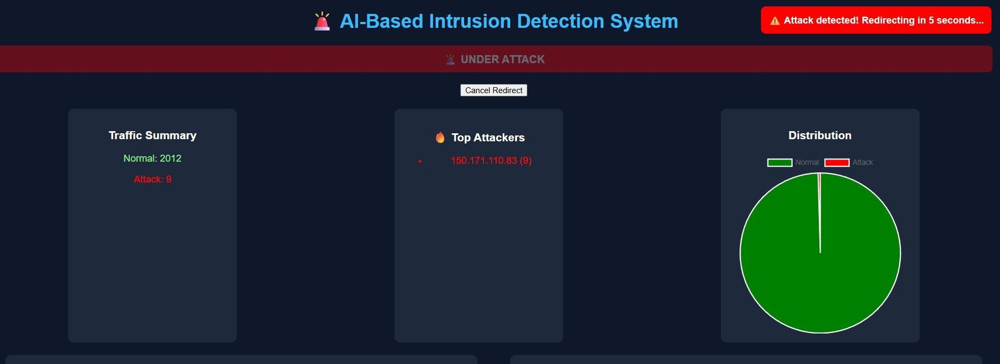 🚨 AI-Based Intrusion Detection System
⚠️ Attack detected! Redirecting in 5 seconds...
🚨 UNDER ATTACK
Cancel Redirect
Traffic Summary
Normal: 2012
Attack: 9
🔥 Top Attackers
• 150.171.110.83 (9)
Distribution
Normal Attack